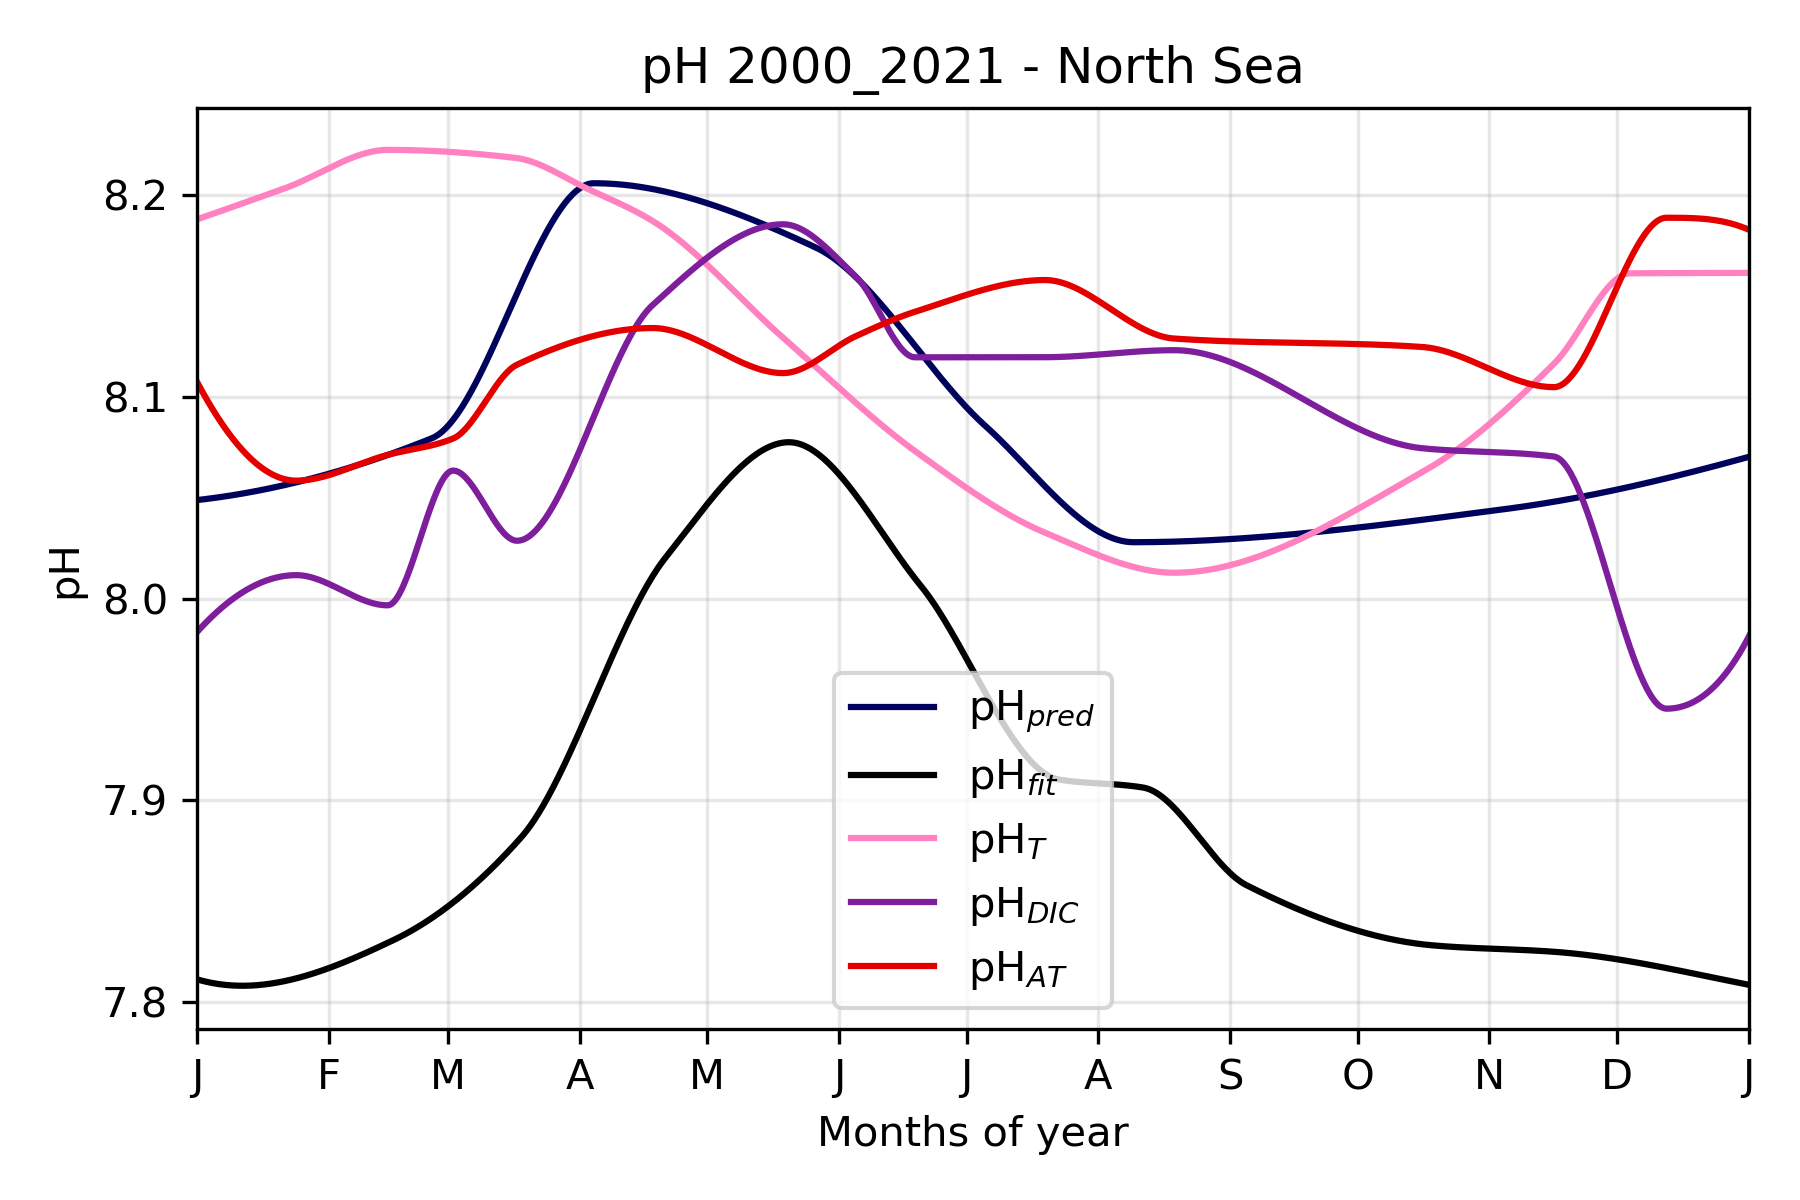 pH 2000_2021 - North Sea
pH
8.2
8.1
8.0
7.9
7.8
pHpred
pHfit
pHT
pHDIC
pHAT
J F M A M J J A S O N D J
Months of year